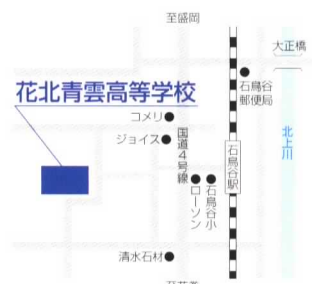 至盛岡
大正橋
石鳥谷
郵便局
花北青雲高等学校
コメリ
ジョイス
国道4号線
石鳥谷駅
北上川
ローソン
石鳥谷小
清水石材